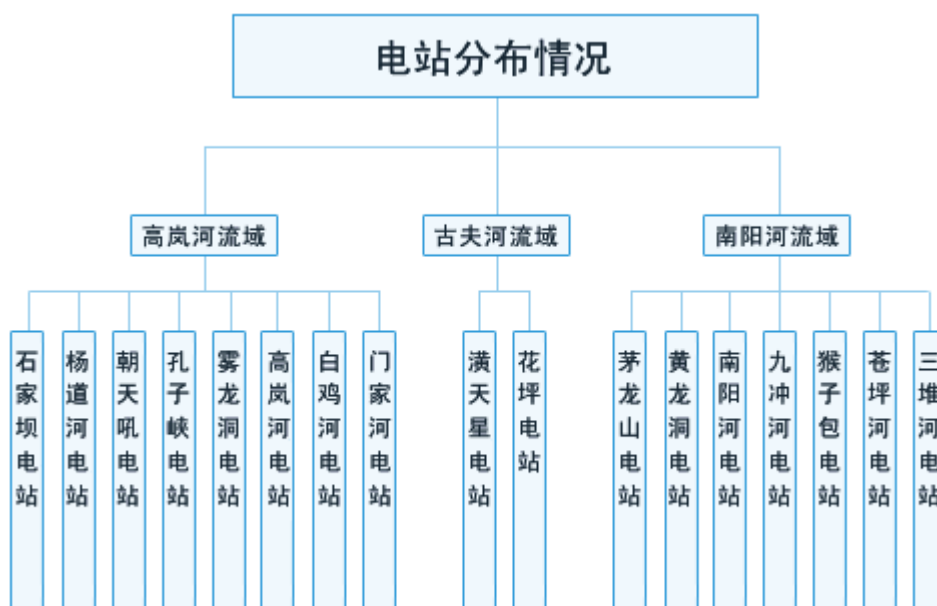 电站分布情况
高岚河流域
古夫河流域
南阳河流域
石家坝电站
杨道河电站
朝天吼电站
孔子峡电站
雾龙洞电站
高岚河电站
白鸡河电站
门家河电站
潢天星电站
花坪电站
茅龙山电站
黄龙洞电站
南阳河电站
九冲河电站
猴子包电站
苍坪河电站
三堆河电站